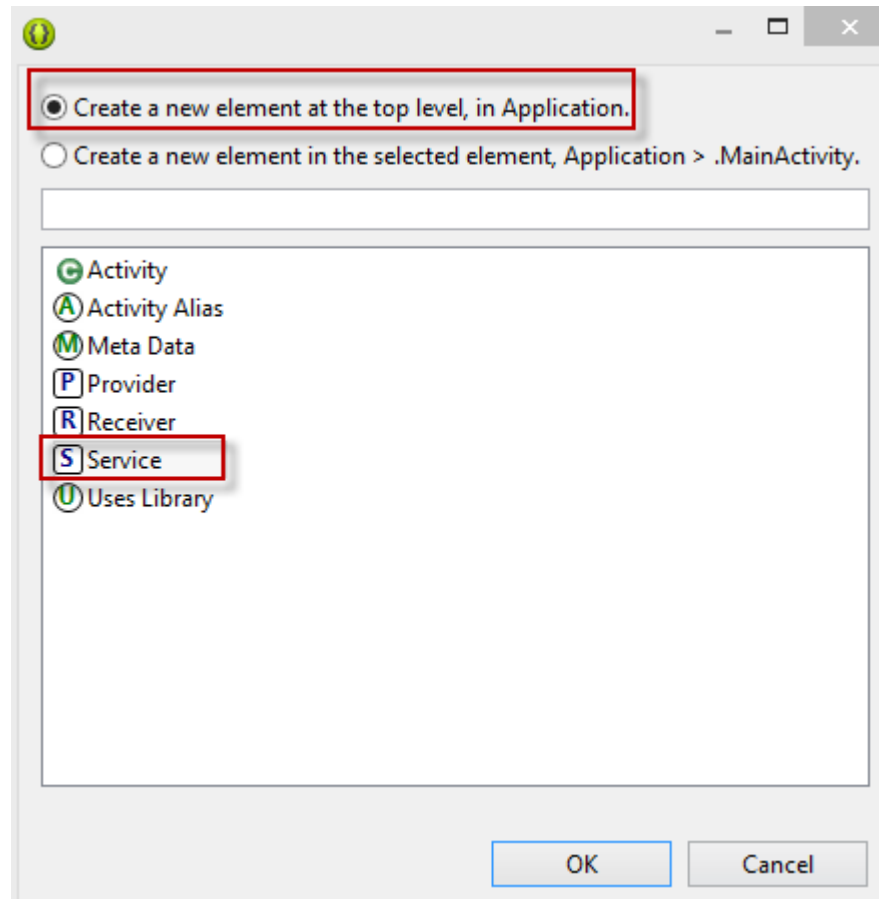 Create a new element at the top level, in Application.
Create a new element in the selected element, Application > .MainActivity.
C Activity
A Activity Alias
M Meta Data
P Provider
R Receiver
S Service
U Uses Library
OK Cancel